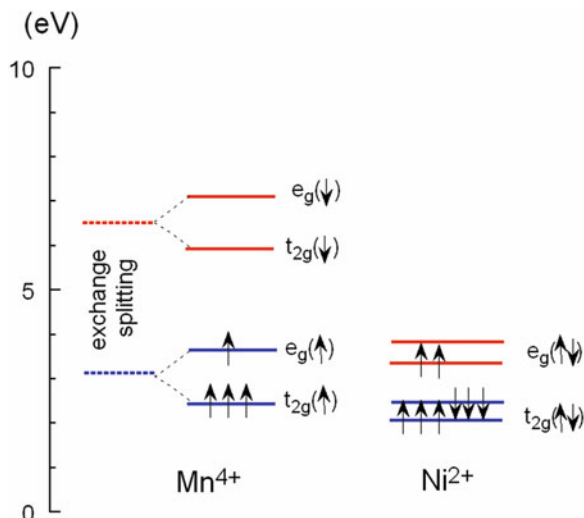 (eV)
10
5
0
exchange
splitting
e_g(↓)
t_2g(↓)
e_g(↑)
t_2g(↑)
Mn⁴⁺
e_g(↑↓)
t_2g(↑↓)
Ni²⁺